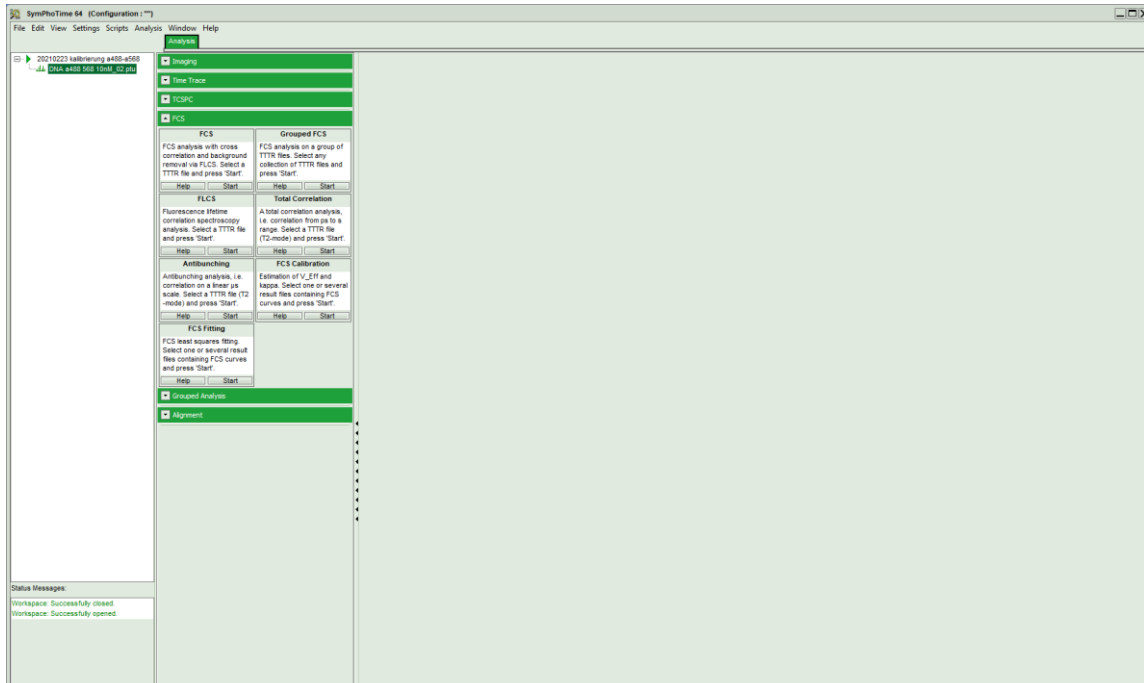 SymPhoTime 64 (Configuration : "")
File Edit View Settings Scripts Analysis Window Help
Analysis
20210223 kalibrierung a488-a568
DNA a488 568 10nM_02.ptu
Imaging
Time Trace
TCSPC
FCS
FCS
FCS analysis with cross
correlation and background
removal via FLCS. Select a
TTTR file and press 'Start'.
Help Start
Grouped FCS
FCS analysis on a group of
TTTR files. Select any
collection of TTTR files and
press 'Start'.
Help Start
FLCS
Fluorescence lifetime
correlation spectroscopy
analysis. Select a TTTR file
and press 'Start'.
Help Start
Total Correlation
A total correlation analysis,
i.e. correlation from ps to s
range. Select a TTTR file
(T2-mode) and press 'Start'.
Help Start
Antibunching
Antibunching analysis, i.e.
correlation on a linear µs
scale. Select a TTTR file (T2
-mode) and press 'Start'.
Help Start
FCS Calibration
Estimation of V_Eff and
kappa. Select one or several
result files containing FCS
curves and press 'Start'.
Help Start
FCS Fitting
FCS least squares fitting.
Select one or several result
files containing FCS curves
and press 'Start'.
Help Start
Grouped Analysis
Alignment
Status Messages:
Workspace: Successfully closed.
Workspace: Successfully opened.